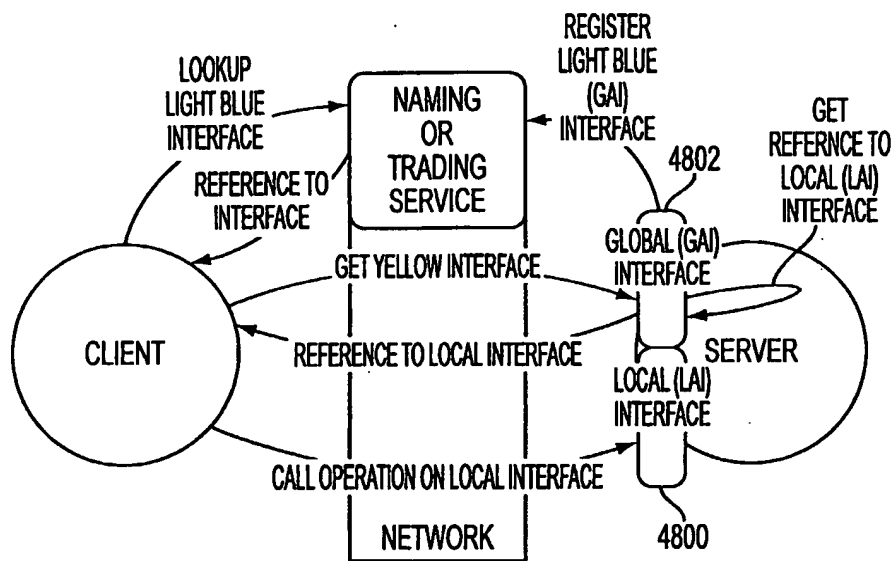 LOOKUP
LIGHT BLUE
INTERFACE
REFERENCE TO
INTERFACE
NAMING
OR
TRADING
SERVICE
REGISTER
LIGHT BLUE
(GAI)
INTERFACE
4802
GET
REFERNCE TO
LOCAL (LAI)
INTERFACE
GLOBAL (GAI)
INTERFACE
GET YELLOW INTERFACE
CLIENT
REFERENCE TO LOCAL INTERFACE
SERVER
LOCAL (LAI)
INTERFACE
CALL OPERATION ON LOCAL INTERFACE
4800
NETWORK